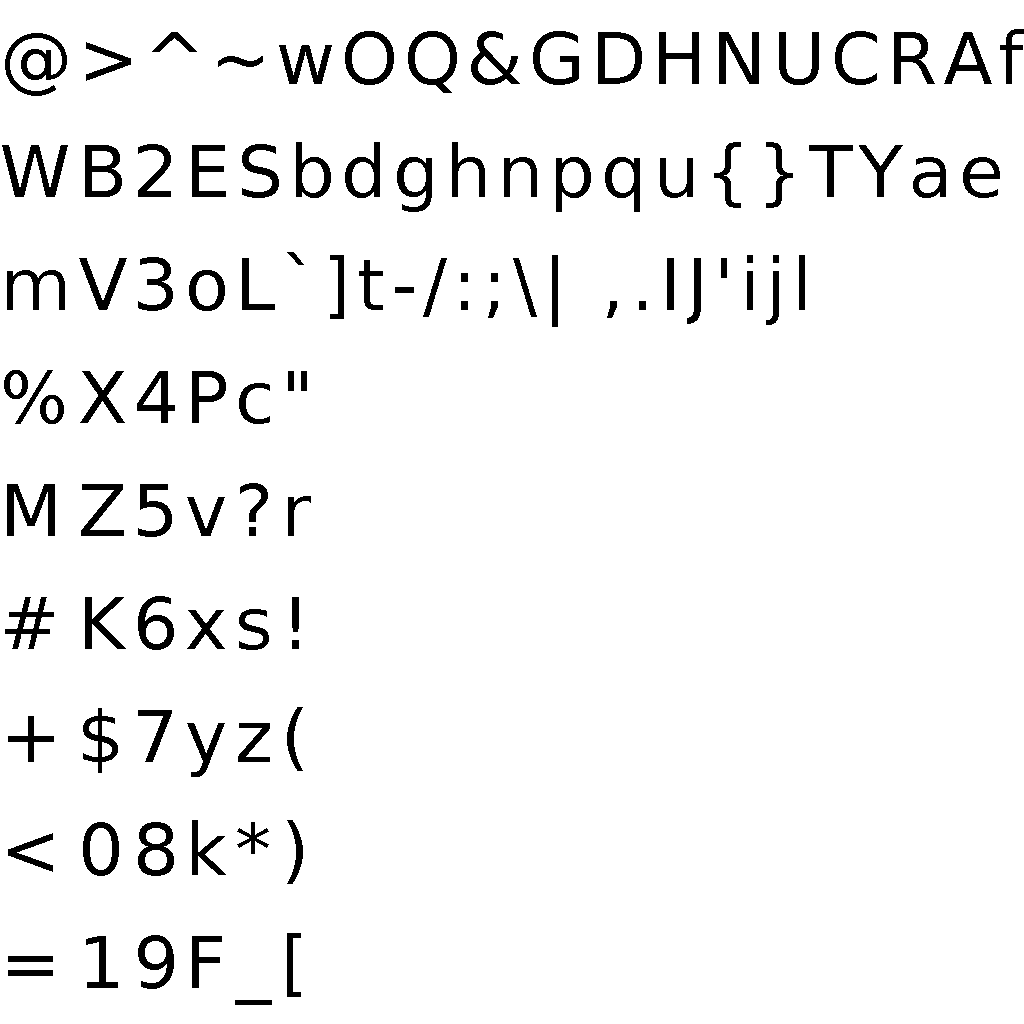 @>^~wOQ&GDHNUCRAf
WB2ESbdghnpqu{}TYae
mV3oL`]t-/:;\| ,.IJ'ijl
%X4Pc"
MZ5v?r
#K6xs!
+$7yz(
<08k*)
=19F_[